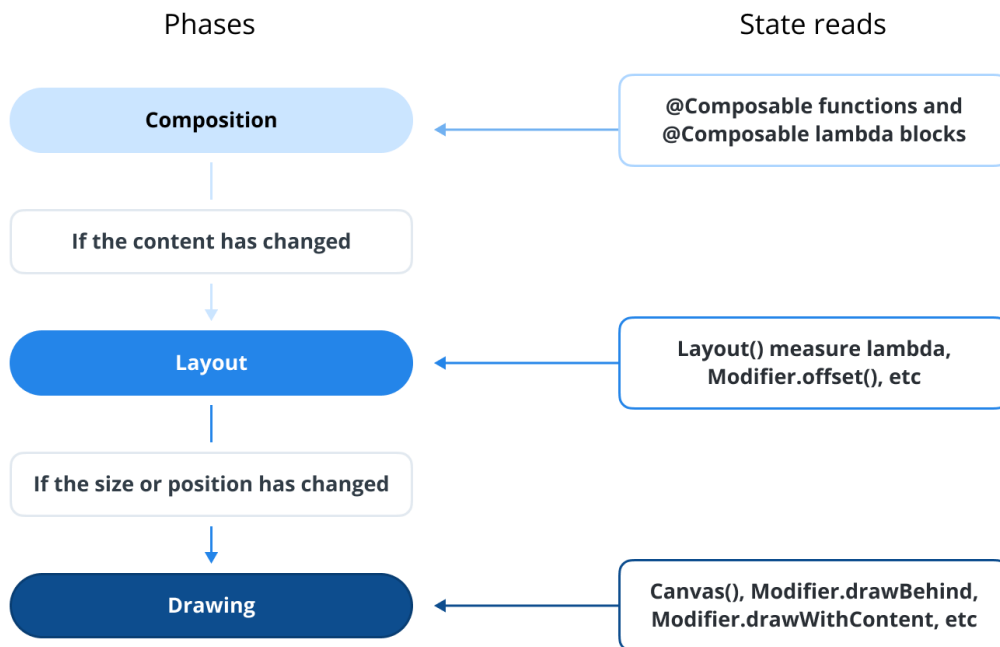 Phases
State reads
Composition
@Composable functions and
@Composable lambda blocks
If the content has changed
Layout
Layout() measure lambda,
Modifier.offset(), etc
If the size or position has changed
Drawing
Canvas(), Modifier.drawBehind,
Modifier.drawWithContent, etc